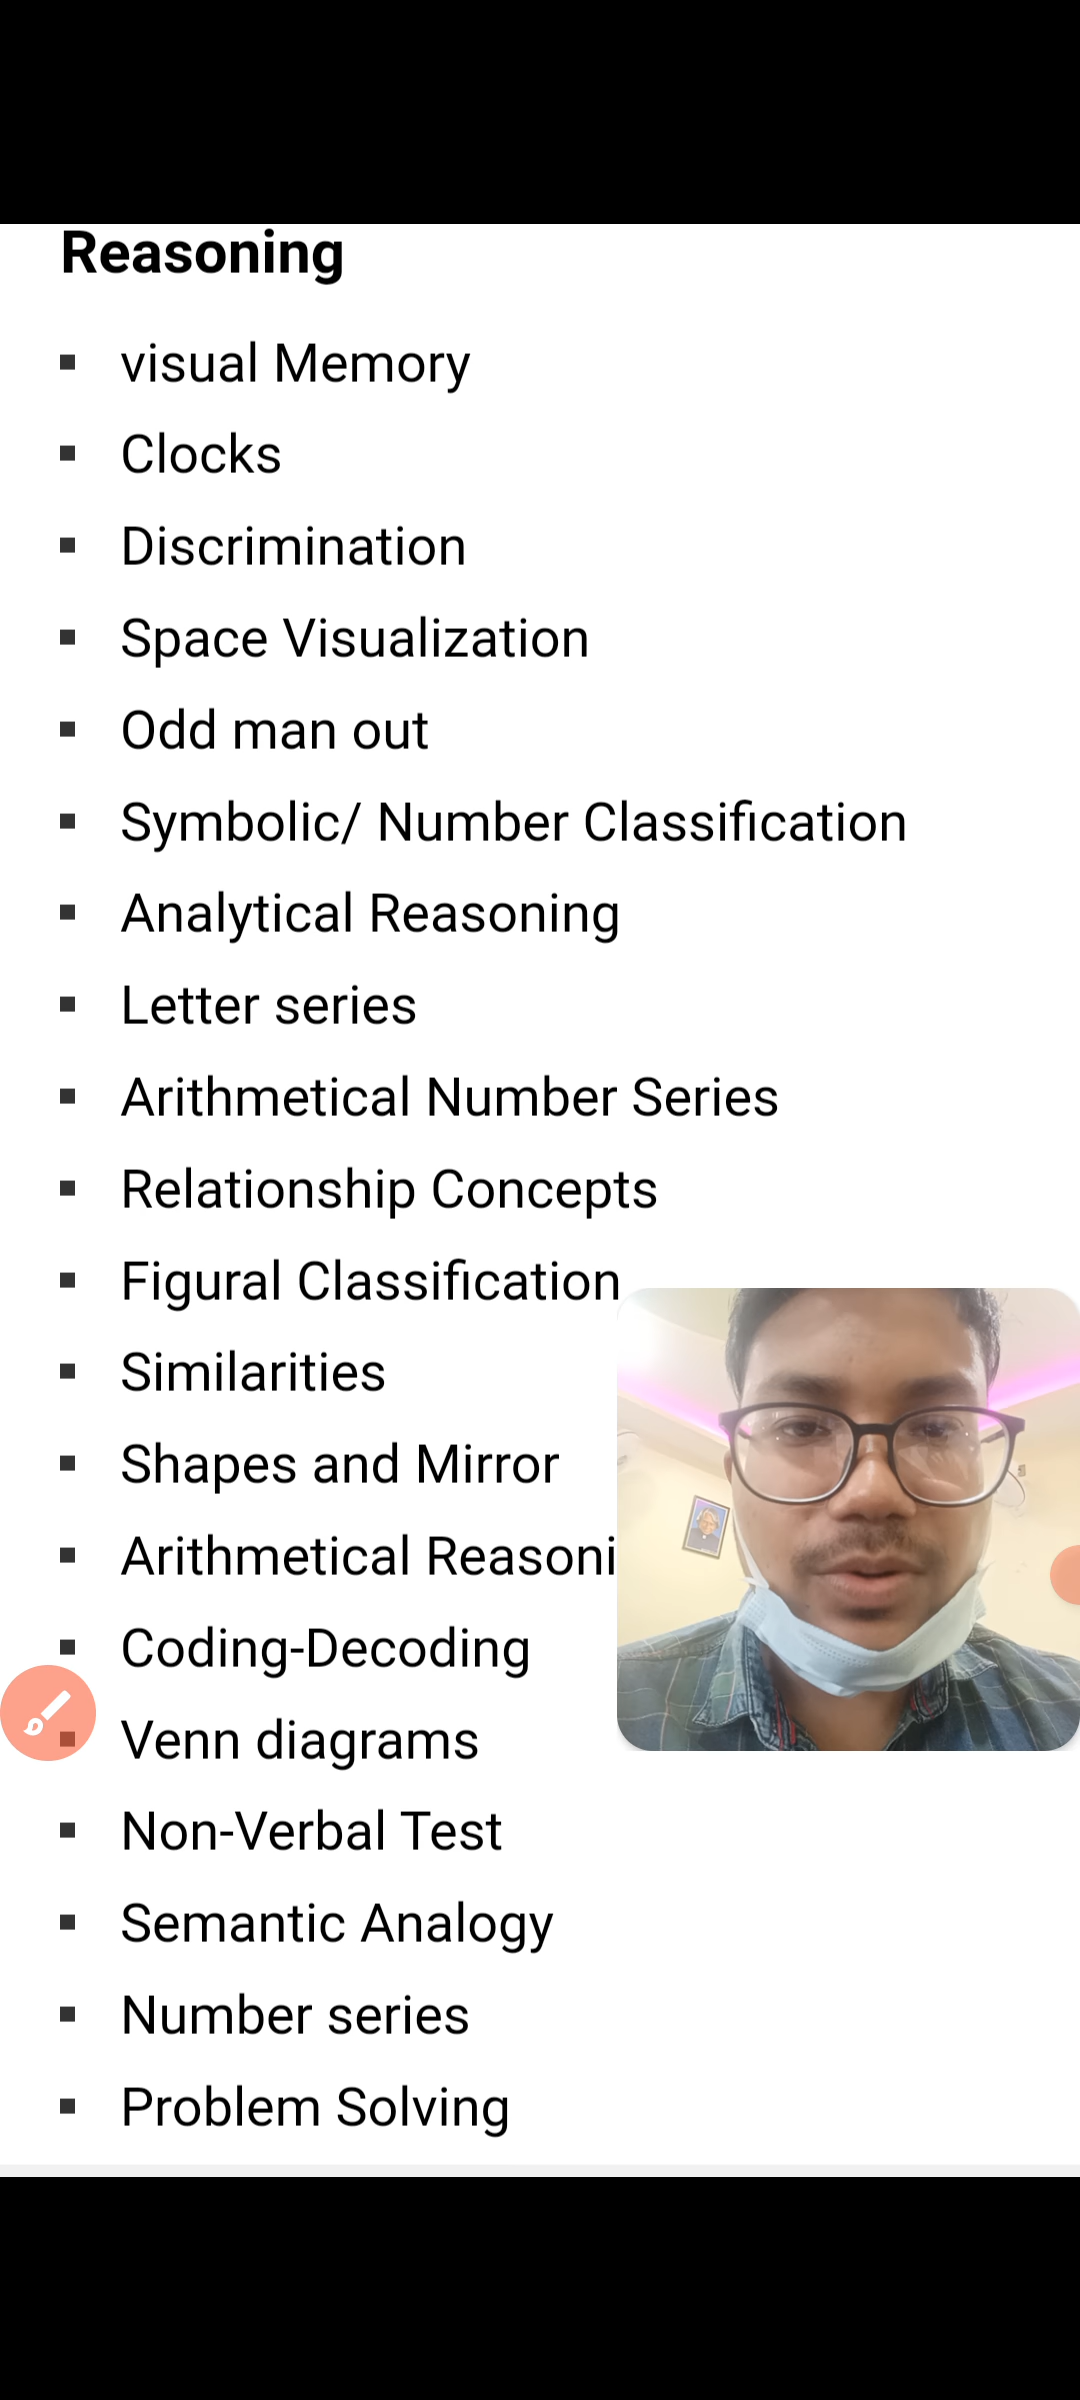 Reasoning
visual Memory
Clocks
Discrimination
Space Visualization
Odd man out
Symbolic/ Number Classification
Analytical Reasoning
Letter series
Arithmetical Number Series
Relationship Concepts
Figural Classification
Similarities
Shapes and Mirror
Arithmetical Reasoni
Coding-Decoding
Venn diagrams
Non-Verbal Test
Semantic Analogy
Number series
Problem Solving